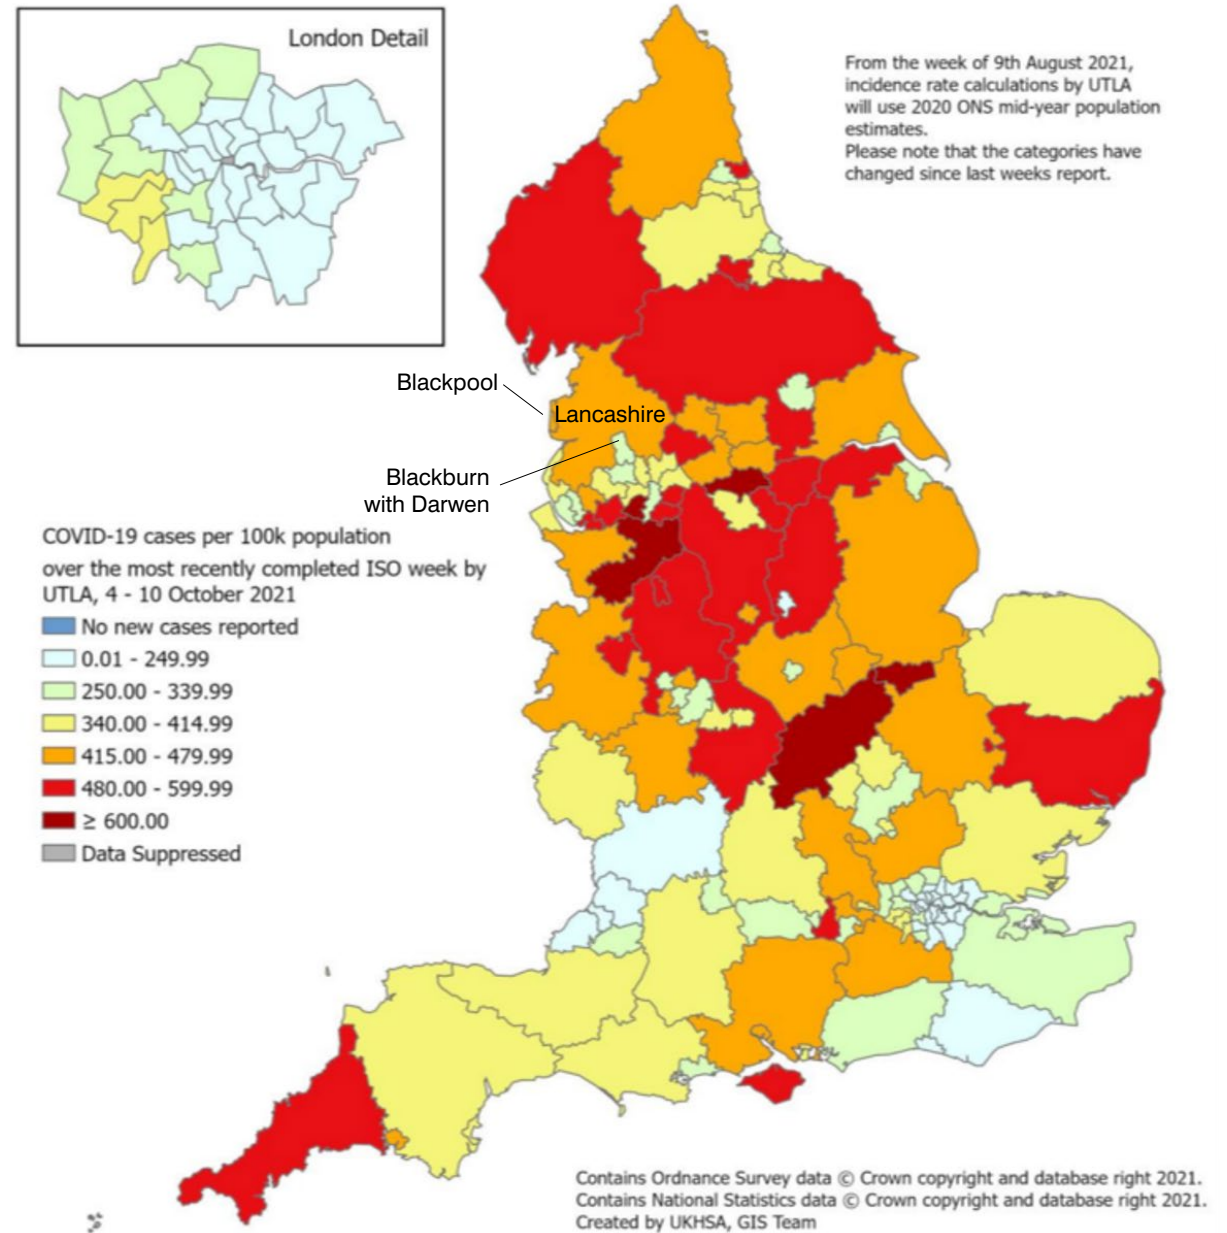 London Detail
From the week of 9th August 2021,
incidence rate calculations by UTLA
will use 2020 ONS mid-year population
estimates.
Please note that the categories have
changed since last weeks report.
Blackpool
Lancashire
Blackburn
with Darwen
COVID-19 cases per 100k population
over the most recently completed ISO week by
UTLA, 4 - 10 October 2021
No new cases reported
0.01 - 249.99
250.00 - 339.99
340.00 - 414.99
415.00 - 479.99
480.00 - 599.99
≥ 600.00
Data Suppressed
Contains Ordnance Survey data © Crown copyright and database right 2021.
Contains National Statistics data © Crown copyright and database right 2021.
Created by UKHSA, GIS Team